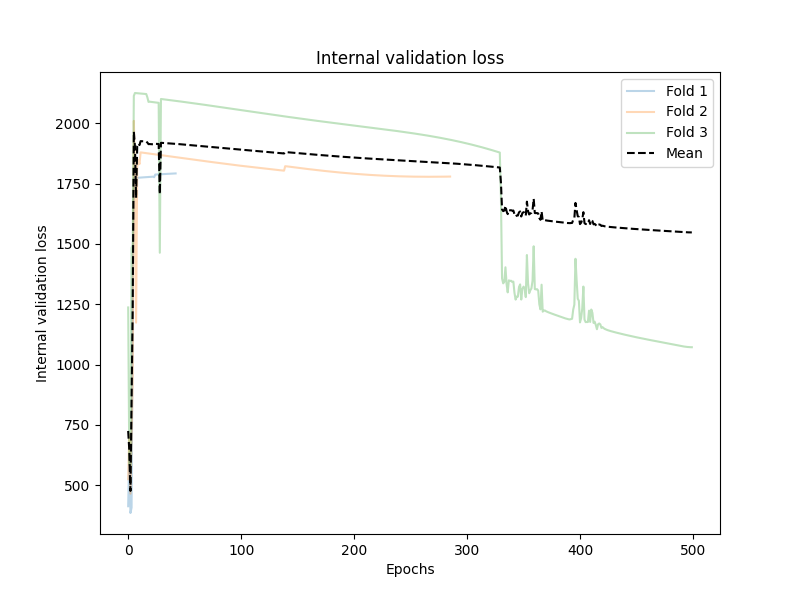 Internal validation loss
Fold 1
Fold 2
Fold 3
Mean
Internal validation loss
2000
1750
1500
1250
1000
750
500
0 100 200 300 400 500
Epochs